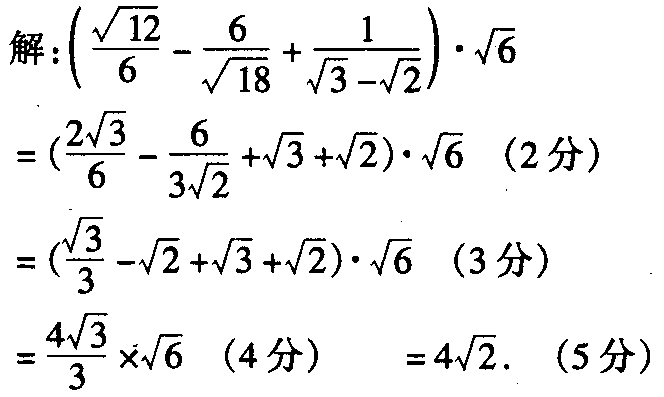 解:(√12/6 - 6/√18 + 1/(√3-√2))·√6
=(2√3/6 - 6/3√2 +√3+√2)·√6 (2分)
=(√3/3 -√2+√3+√2)·√6 (3分)
=4√3/3 ×√6 (4分) =4√2. (5分)